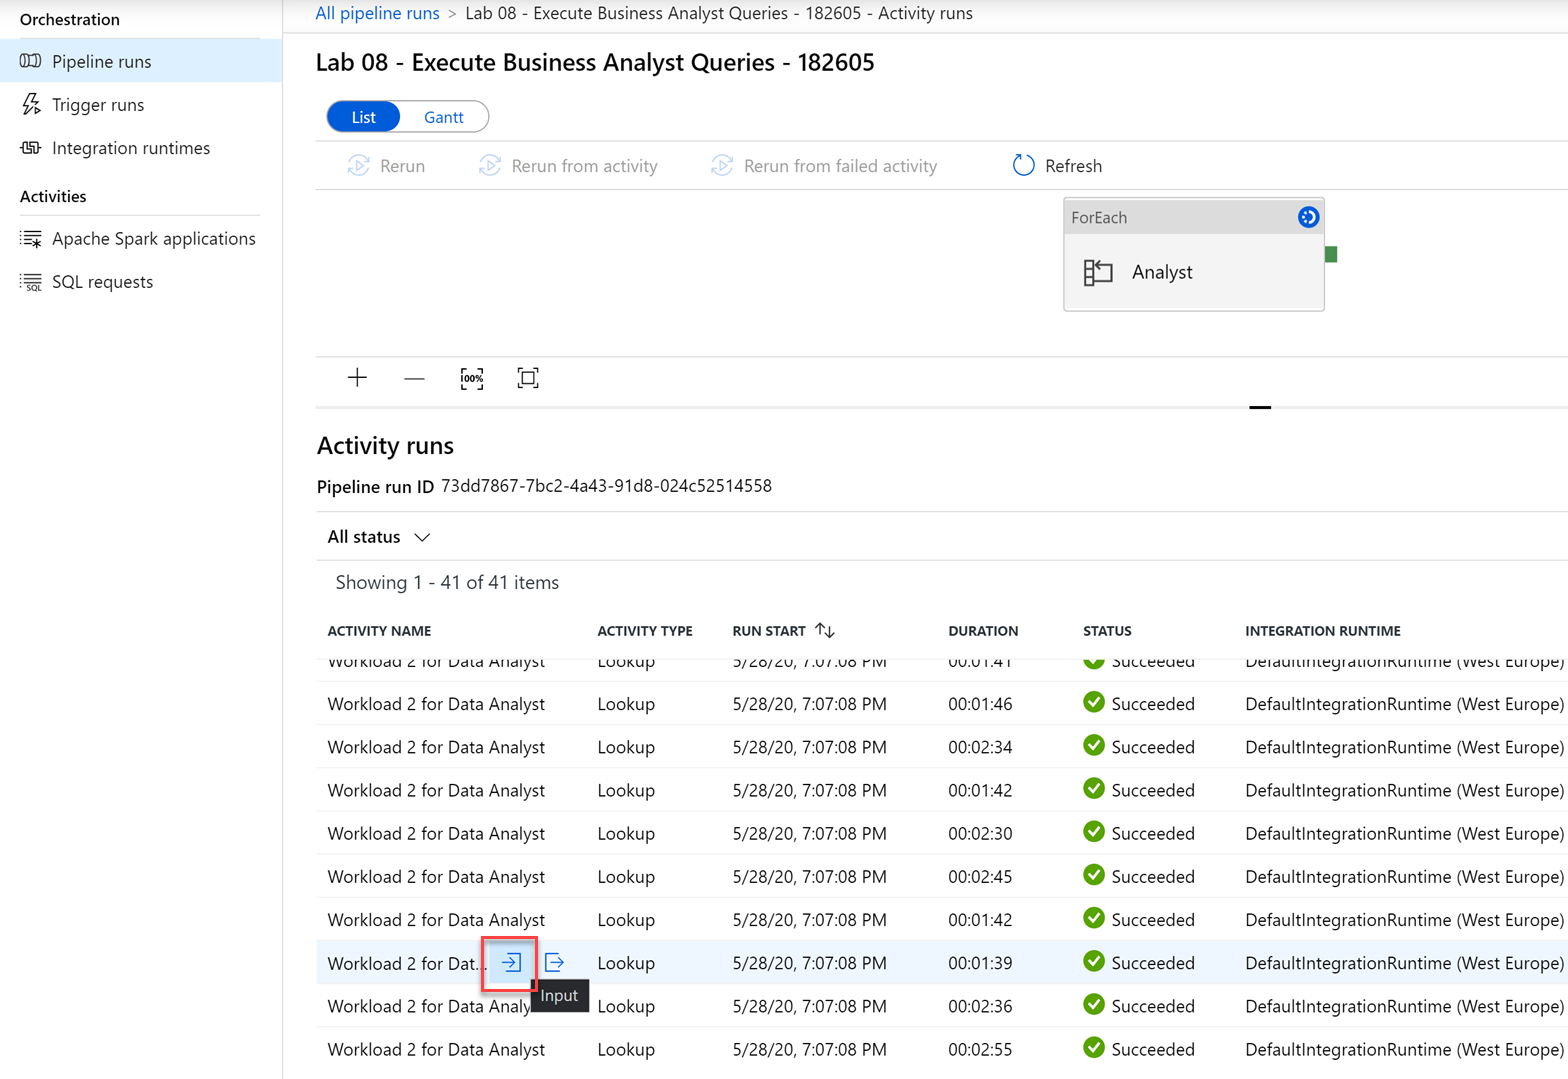 Orchestration
Pipeline runs
Trigger runs
Integration runtimes
Activities
Apache Spark applications
SQL requests
All pipeline runs > Lab 08 - Execute Business Analyst Queries - 182605 - Activity runs
Lab 08 - Execute Business Analyst Queries - 182605
List Gantt
Rerun Rerun from activity Rerun from failed activity Refresh
ForEach
Analyst
100%
Activity runs
Pipeline run ID 73dd7867-7bc2-4a43-91d8-024c52514558
All status
Showing 1 - 41 of 41 items
ACTIVITY NAME ACTIVITY TYPE RUN START DURATION STATUS INTEGRATION RUNTIME
Workload 2 for Data Analyst Lookup 5/28/20, 7:07:08 PM 00:01:41 Succeeded DefaultIntegrationRuntime (West Europe)
Workload 2 for Data Analyst Lookup 5/28/20, 7:07:08 PM 00:01:46 Succeeded DefaultIntegrationRuntime (West Europe)
Workload 2 for Data Analyst Lookup 5/28/20, 7:07:08 PM 00:02:34 Succeeded DefaultIntegrationRuntime (West Europe)
Workload 2 for Data Analyst Lookup 5/28/20, 7:07:08 PM 00:01:42 Succeeded DefaultIntegrationRuntime (West Europe)
Workload 2 for Data Analyst Lookup 5/28/20, 7:07:08 PM 00:02:30 Succeeded DefaultIntegrationRuntime (West Europe)
Workload 2 for Data Analyst Lookup 5/28/20, 7:07:08 PM 00:02:45 Succeeded DefaultIntegrationRuntime (West Europe)
Workload 2 for Data Analyst Lookup 5/28/20, 7:07:08 PM 00:01:42 Succeeded DefaultIntegrationRuntime (West Europe)
Workload 2 for Dat... Lookup 5/28/20, 7:07:08 PM 00:01:39 Succeeded DefaultIntegrationRuntime (West Europe)
Input
Workload 2 for Data Analy Lookup 5/28/20, 7:07:08 PM 00:02:36 Succeeded DefaultIntegrationRuntime (West Europe)
Workload 2 for Data Analyst Lookup 5/28/20, 7:07:08 PM 00:02:55 Succeeded DefaultIntegrationRuntime (West Europe)